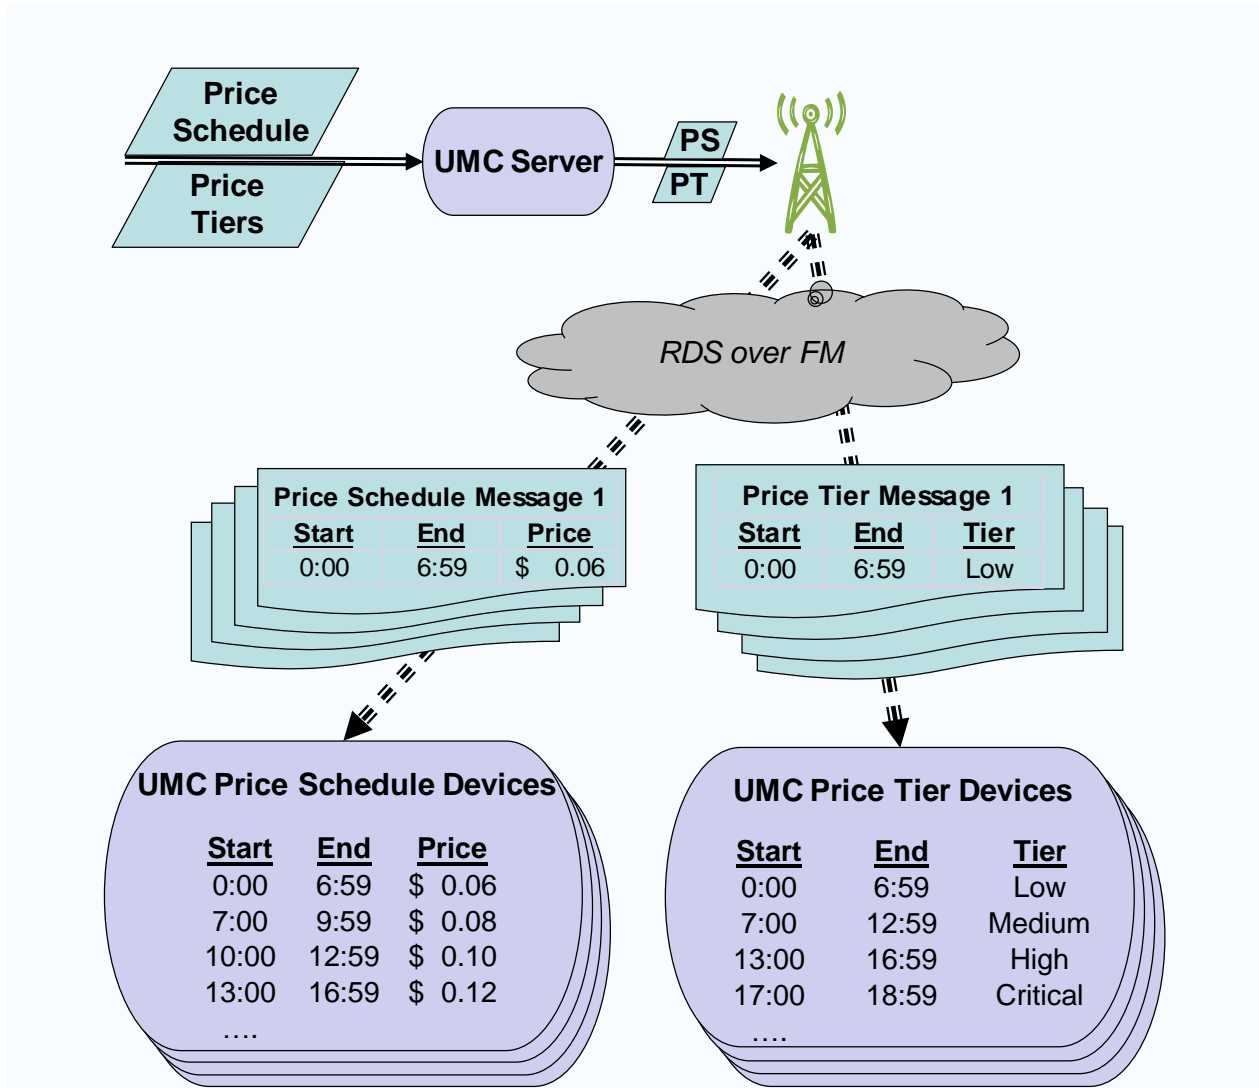 Price
Schedule
Price
Tiers
UMC Server
PS
PT
RDS over FM
Price Schedule Message 1
Start End Price
0:00 6:59 $ 0.06
Price Tier Message 1
Start End Tier
0:00 6:59 Low
UMC Price Schedule Devices
Start End Price
0:00 6:59 $ 0.06
7:00 9:59 $ 0.08
10:00 12:59 $ 0.10
13:00 16:59 $ 0.12
….
UMC Price Tier Devices
Start End Tier
0:00 6:59 Low
7:00 12:59 Medium
13:00 16:59 High
17:00 18:59 Critical
….